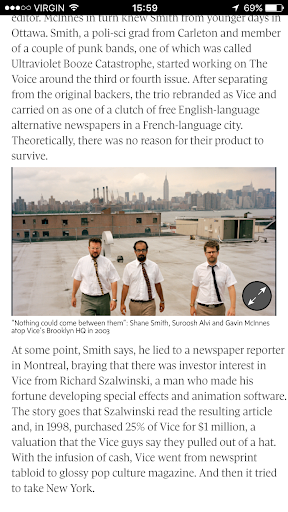 VIRGIN 15:59 69%
editor. McInnes in turn knew Smith from younger days in
Ottawa. Smith, a poli-sci grad from Carleton and member
of a couple of punk bands, one of which was called
Ultraviolet Booze Catastrophe, started working on The
Voice around the third or fourth issue. After separating
from the original backers, the trio rebranded as Vice and
carried on as one of a clutch of free English-language
alternative newspapers in a French-language city.
Theoretically, there was no reason for their product to
survive.
"Nothing could come between them": Shane Smith, Suroosh Alvi and Gavin McInnes
atop Vice's Brooklyn HQ in 2003
At some point, Smith says, he lied to a newspaper reporter
in Montreal, braying that there was investor interest in
Vice from Richard Szalwinski, a man who made his
fortune developing special effects and animation software.
The story goes that Szalwinski read the resulting article
and, in 1998, purchased 25% of Vice for $1 million, a
valuation that the Vice guys say they pulled out of a hat.
With the infusion of cash, Vice went from newsprint
tabloid to glossy pop culture magazine. And then it tried
to take New York.